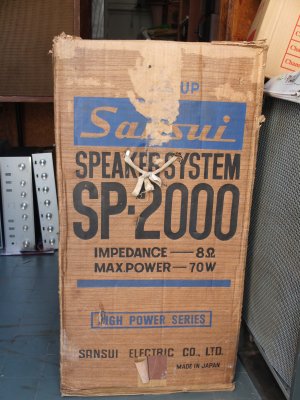 UP
Sansui
SPEAKER SYSTEM
SP-2000
IMPEDANCE — 8Ω
MAX.POWER — 70W
HIGH POWER SERIES
SANSUI ELECTRIC CO., LTD.
MADE IN JAPAN